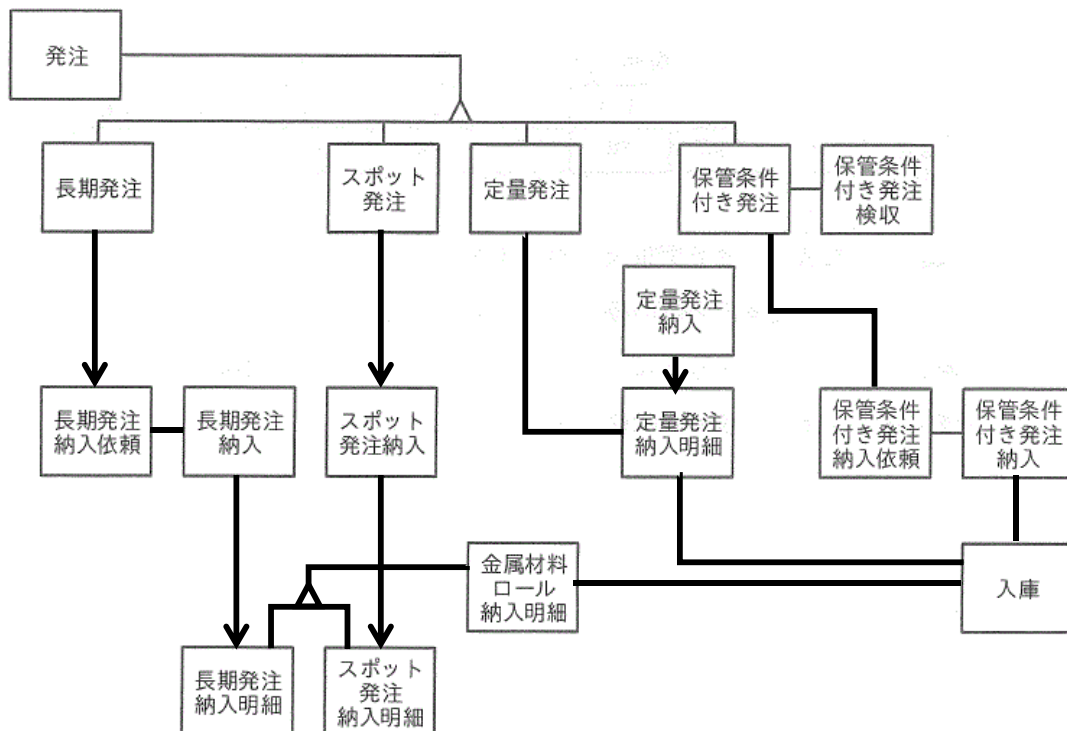 発注
長期発注
スポット
発注
定量発注
保管条件
付き発注
保管条件
付き発注
検収
定量発注
納入
長期発注
納入依頼
長期発注
納入
スポット
発注納入
定量発注
納入明細
保管条件
付き発注
納入依頼
保管条件
付き発注
納入
金属材料
ロール
納入明細
入庫
長期発注
納入明細
スポット
発注
納入明細